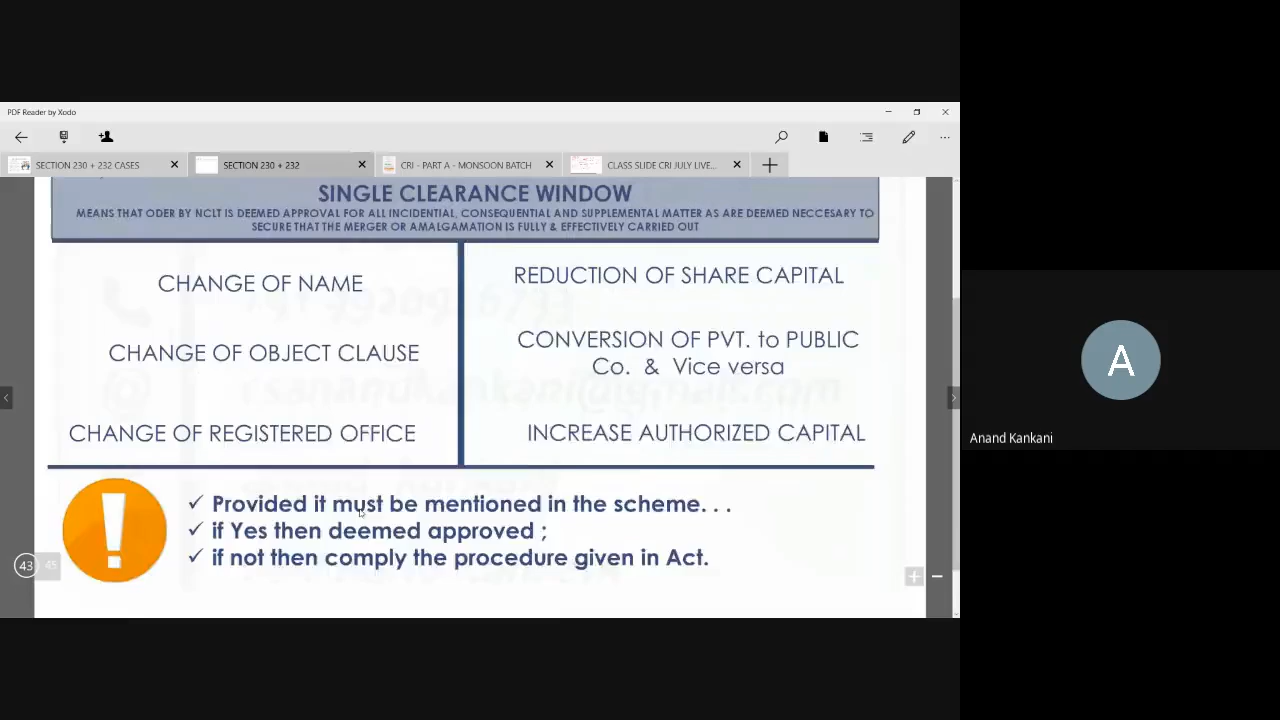 PDF Reader by Xodo
SECTION 230 + 232 CASES
SECTION 230 + 232
CRI - PART A - MONSOON BATCH
CLASS SLIDE CRI JULY LIVE...
SINGLE CLEARANCE WINDOW
MEANS THAT ODER BY NCLT IS DEEMED APPROVAL FOR ALL INCIDENTIAL, CONSEQUENTIAL AND SUPPLEMENTAL MATTER AS ARE DEEMED NECCESARY TO
SECURE THAT THE MERGER OR AMALGAMATION IS FULLY & EFFECTIVELY CARRIED OUT
CHANGE OF NAME
CHANGE OF OBJECT CLAUSE
CHANGE OF REGISTERED OFFICE
REDUCTION OF SHARE CAPITAL
CONVERSION OF PVT. to PUBLIC
Co. & Vice versa
INCREASE AUTHORIZED CAPITAL
! 
✓ Provided it must be mentioned in the scheme. . .
✓ if Yes then deemed approved ;
✓ if not then comply the procedure given in Act.
43 45
A
Anand Kankani